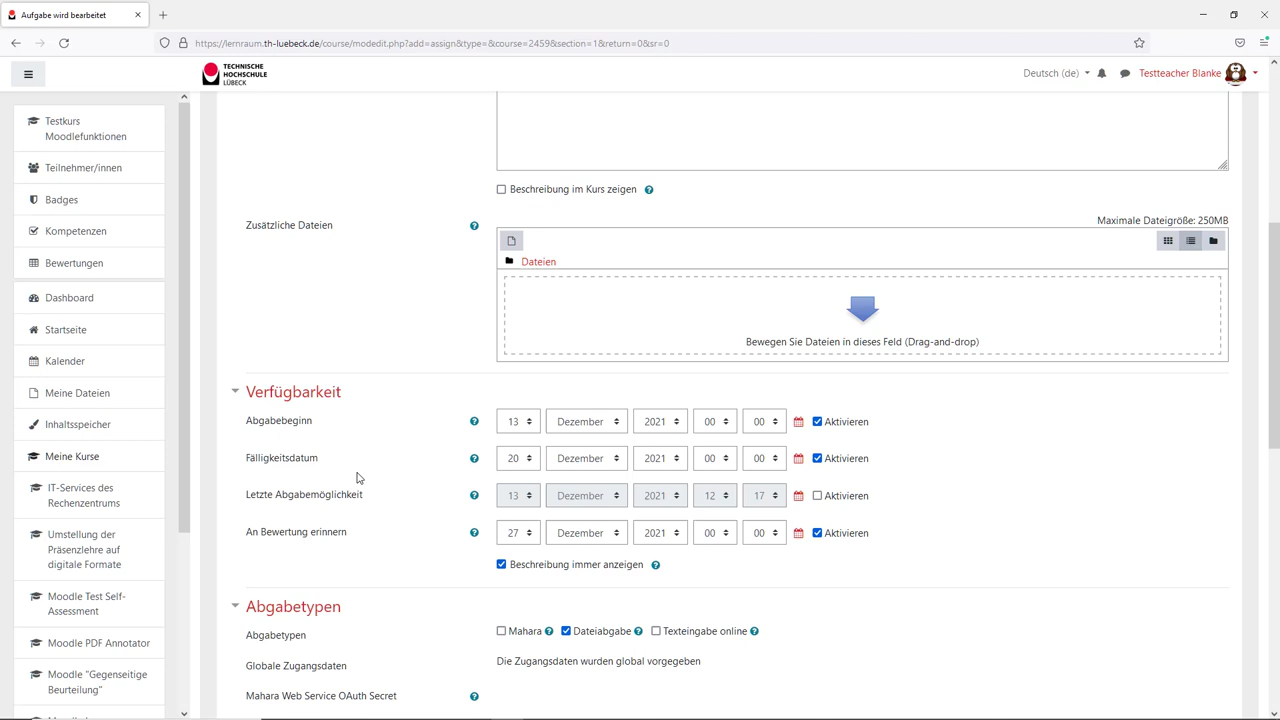 Aufgabe wird bearbeitet
https://lernraum.th-luebeck.de/course/modedit.php?add=assign&type=&course=2459&section=1&return=0&sr=0
TECHNISCHE
HOCHSCHULE
LÜBECK
Deutsch (de)
Testteacher Blanke
Testkurs
Moodlefunktionen
Teilnehmer/innen
Badges
Kompetenzen
Bewertungen
Dashboard
Startseite
Kalender
Meine Dateien
Inhaltsspeicher
Meine Kurse
IT-Services des
Rechenzentrums
Umstellung der
Präsenzlehre auf
digitale Formate
Moodle Test Self-
Assessment
Moodle PDF Annotator
Moodle "Gegenseitige
Beurteilung"
Beschreibung im Kurs zeigen
Zusätzliche Dateien
Maximale Dateigröße: 250MB
Dateien
Bewegen Sie Dateien in dieses Feld (Drag-and-drop)
Verfügbarkeit
Abgabebeginn 13 Dezember 2021 00 00 Aktivieren
Fälligkeitsdatum 20 Dezember 2021 00 00 Aktivieren
Letzte Abgabemöglichkeit 13 Dezember 2021 12 17 Aktivieren
An Bewertung erinnern 27 Dezember 2021 00 00 Aktivieren
Beschreibung immer anzeigen
Abgabetypen
Abgabetypen Mahara Dateiabgabe Texteingabe online
Globale Zugangsdaten Die Zugangsdaten wurden global vorgegeben
Mahara Web Service OAuth Secret